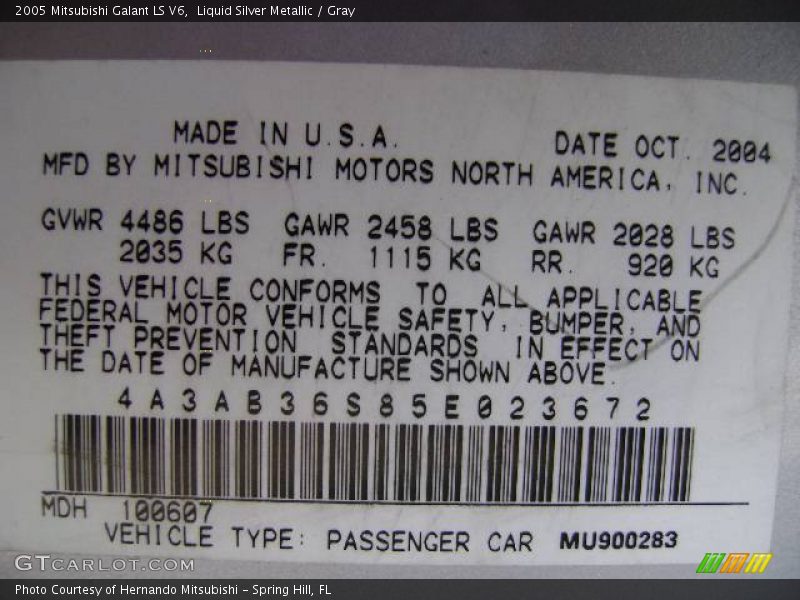 2005 Mitsubishi Galant LS V6,  Liquid Silver Metallic / Gray
MADE IN U.S.A.
DATE OCT. 2004
MFD BY MITSUBISHI MOTORS NORTH AMERICA, INC.
GVWR 4486 LBS GAWR 2458 LBS GAWR 2028 LBS
2035 KG FR. 1115 KG RR. 920 KG
THIS VEHICLE CONFORMS TO ALL APPLICABLE
FEDERAL MOTOR VEHICLE SAFETY, BUMPER, AND
THEFT PREVENTION STANDARDS IN EFFECT ON
THE DATE OF MANUFACTURE SHOWN ABOVE.
4A3AB36S85E023672
MDH 100607
VEHICLE TYPE: PASSENGER CAR MU900283
GTCARLOT.COM
Photo Courtesy of Hernando Mitsubishi - Spring Hill, FL